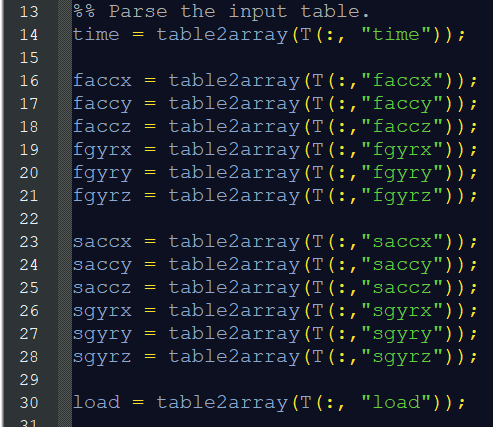 13 %% Parse the input table.
14 time = table2array(T(:, "time"));
15
16 faccx = table2array(T(:,"faccx"));
17 faccy = table2array(T(:,"faccy"));
18 faccz = table2array(T(:,"faccz"));
19 fgyrx = table2array(T(:,"fgyrx"));
20 fgyry = table2array(T(:,"fgyry"));
21 fgyrz = table2array(T(:,"fgyrz"));
22
23 saccx = table2array(T(:,"saccx"));
24 saccy = table2array(T(:,"saccy"));
25 saccz = table2array(T(:,"saccz"));
26 sgyrx = table2array(T(:,"sgyrx"));
27 sgyry = table2array(T(:,"sgyry"));
28 sgyrz = table2array(T(:,"sgyrz"));
29
30 load = table2array(T(:, "load"));
31